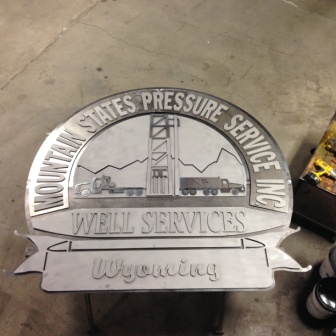 MOUNTAIN STATES PRESSURE SERVICE INC
WELL SERVICES
Wyoming